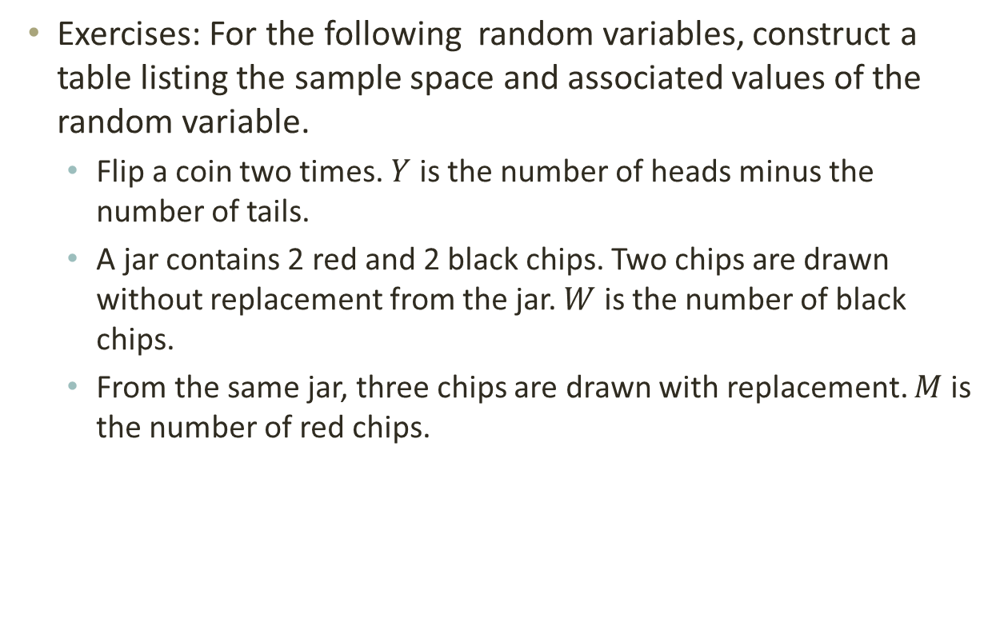 • Exercises: For the following  random variables, construct a
table listing the sample space and associated values of the
random variable.
• Flip a coin two times. Y is the number of heads minus the
number of tails.
• A jar contains 2 red and 2 black chips. Two chips are drawn
without replacement from the jar. W is the number of black
chips.
• From the same jar, three chips are drawn with replacement. M is
the number of red chips.